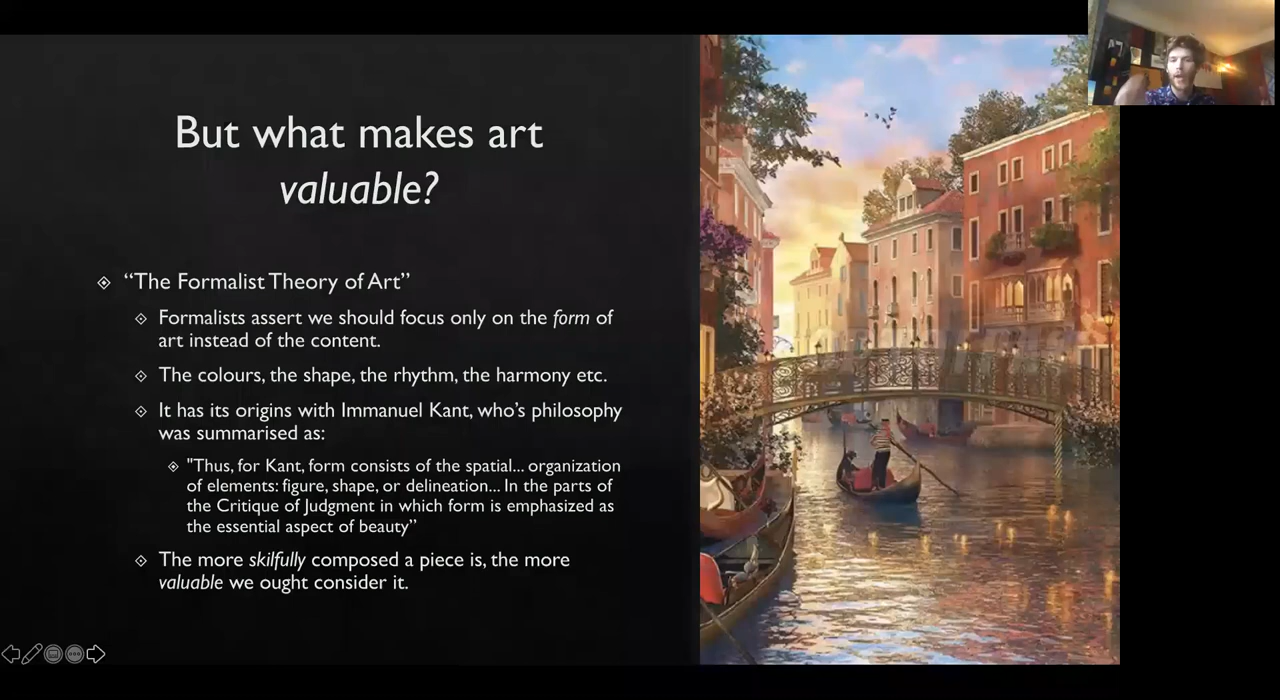 But what makes art
valuable?
“The Formalist Theory of Art”
Formalists assert we should focus only on the form of
art instead of the content.
The colours, the shape, the rhythm, the harmony etc.
It has its origins with Immanuel Kant, who’s philosophy
was summarised as:
"Thus, for Kant, form consists of the spatial... organization
of elements: figure, shape, or delineation... In the parts of
the Critique of Judgment in which form is emphasized as
the essential aspect of beauty”
The more skilfully composed a piece is, the more
valuable we ought consider it.